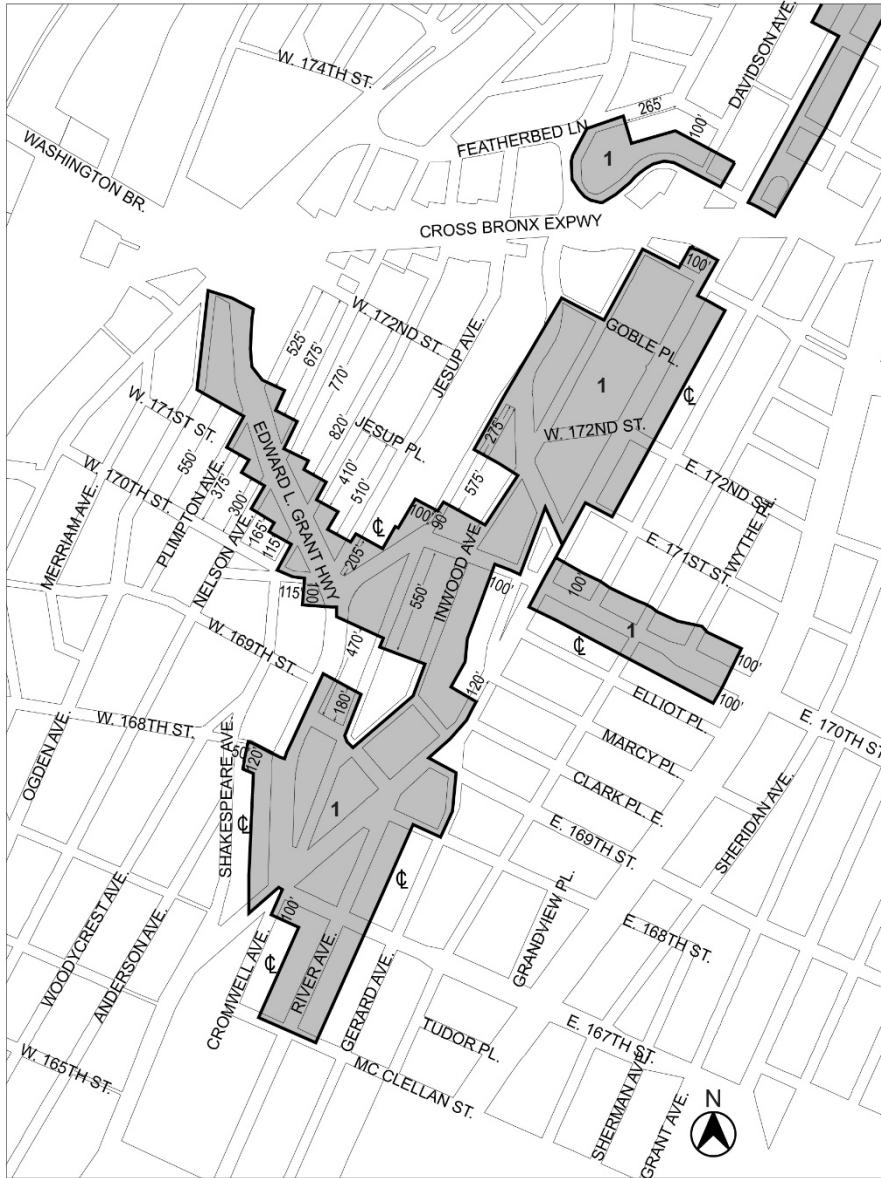 DAVIDSON AVE.
W. 174TH ST.
265'
100'
FEATHERBED LN
1
WASHINGTON BR.
CROSS BRONX EXPWY
100'
W. 172ND ST.
525'
675'
770'
820'
410'
510'
JESUP AVE.
JESUP PL.
GOBLE PL.
1
W. 172ND ST.
275'
575'
℄
W. 171ST ST.
W. 170TH ST.
550'
375'
300'
165'
115'
EDWARD L. GRANT HWY
MERRIAM AVE.
PLIMPTON AVE.
NELSON AVE.
E. 172ND ST.
E. 171ST ST.
WYTHE PL.
℄
100'
90'
205'
INWOOD AVE
550'
100'
115'
100'
100'
1
℄
100'
100'
W. 169TH ST.
470'
180'
120'
ELLIOT PL.
MARCY PL.
CLARK PL. E.
E. 170TH ST.
W. 168TH ST.
OGDEN AVE.
SHAKESPEARE AVE.
50'
120'
1
℄
℄
E. 169TH ST.
SHERIDAN AVE.
GRANDVIEW PL.
E. 168TH ST.
WOODYCREST AVE.
ANDERSON AVE.
100'
℄
CROMWELL AVE.
RIVER AVE.
GERARD AVE.
TUDOR PL.
E. 167TH ST.
W. 165TH ST.
MC CLELLAN ST.
SHERMAN AVE.
GRANT AVE.
N